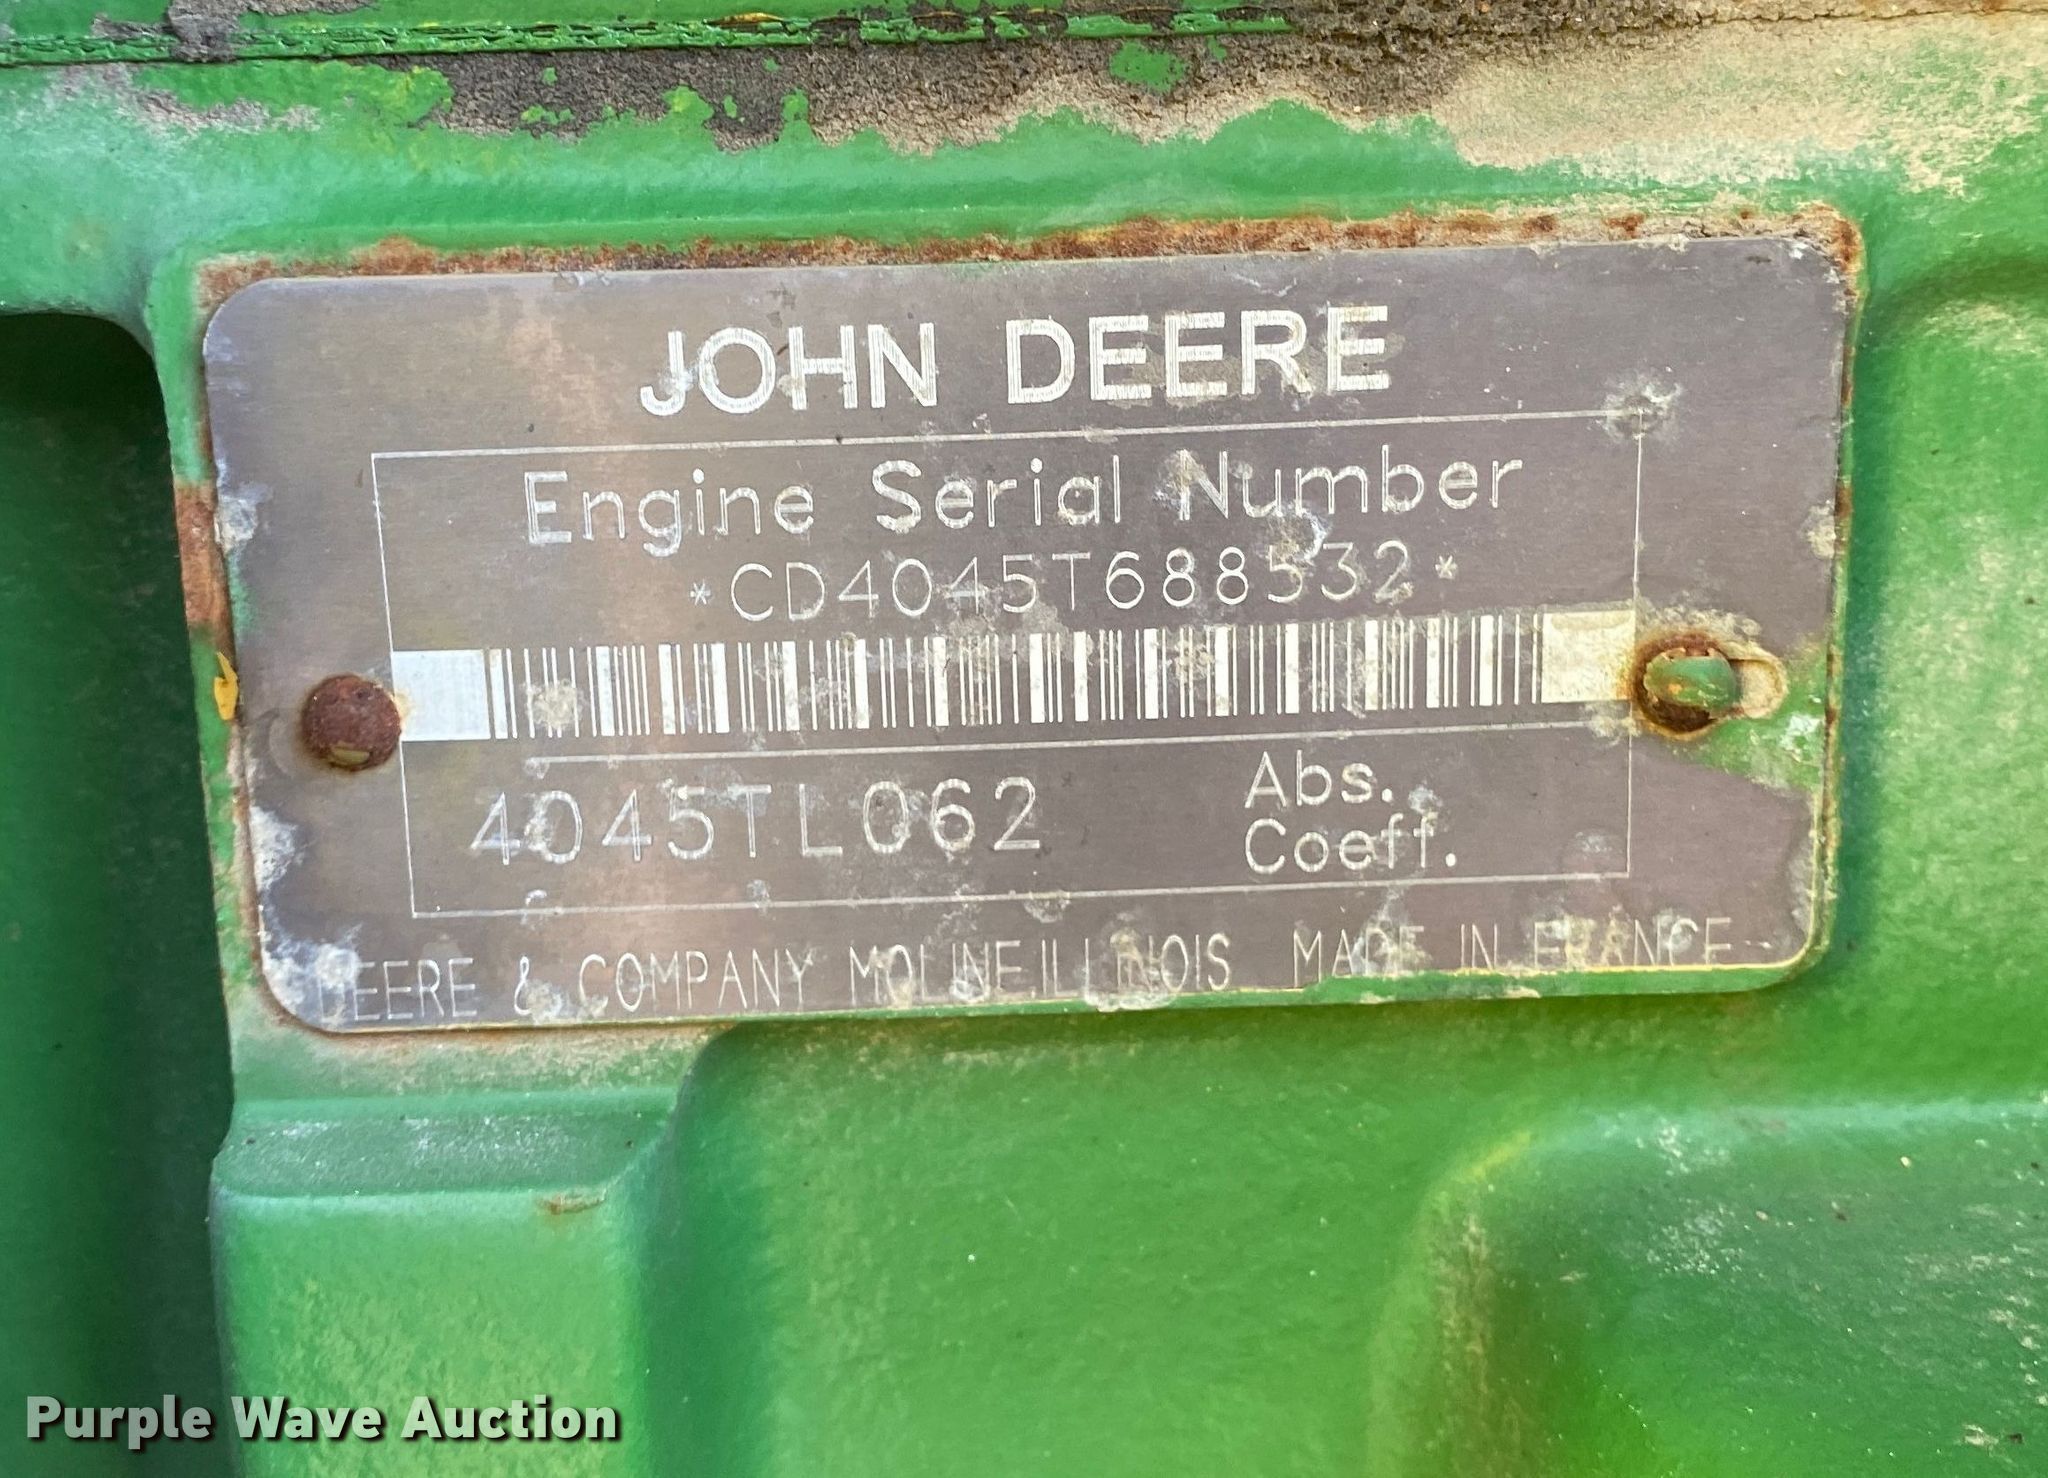 JOHN DEERE
Engine Serial Number
*CD4045T688532*
4045TL062
Abs.
Coeff.
DEERE & COMPANY MOLINE.ILLINOIS MADE IN FRANCE
Purple Wave Auction